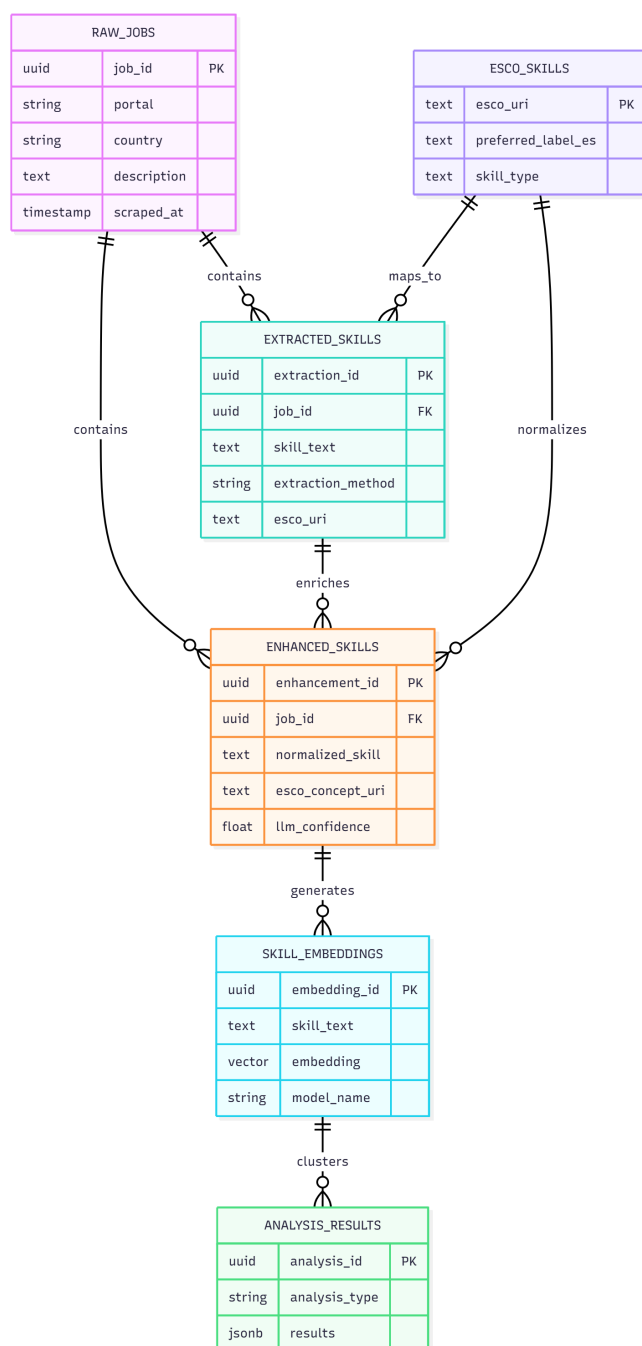 RAW_JOBS
uuid job_id PK
string portal
string country
text description
timestamp scraped_at
ESCO_SKILLS
text esco_uri PK
text preferred_label_es
text skill_type
contains
maps_to
EXTRACTED_SKILLS
uuid extraction_id PK
uuid job_id FK
text skill_text
string extraction_method
text esco_uri
contains
normalizes
enriches
ENHANCED_SKILLS
uuid enhancement_id PK
uuid job_id FK
text normalized_skill
text esco_concept_uri
float llm_confidence
generates
SKILL_EMBEDDINGS
uuid embedding_id PK
text skill_text
vector embedding
string model_name
clusters
ANALYSIS_RESULTS
uuid analysis_id PK
string analysis_type
jsonb results